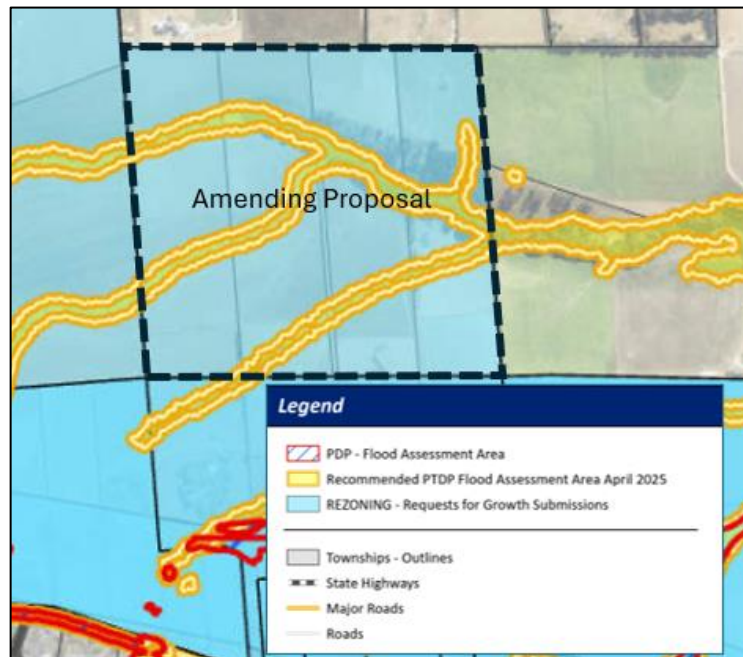 Amending Proposal
Legend
PDP - Flood Assessment Area
Recommended PTDP Flood Assessment Area April 2025
REZONING - Requests for Growth Submissions
Townships - Outlines
State Highways
Major Roads
Roads